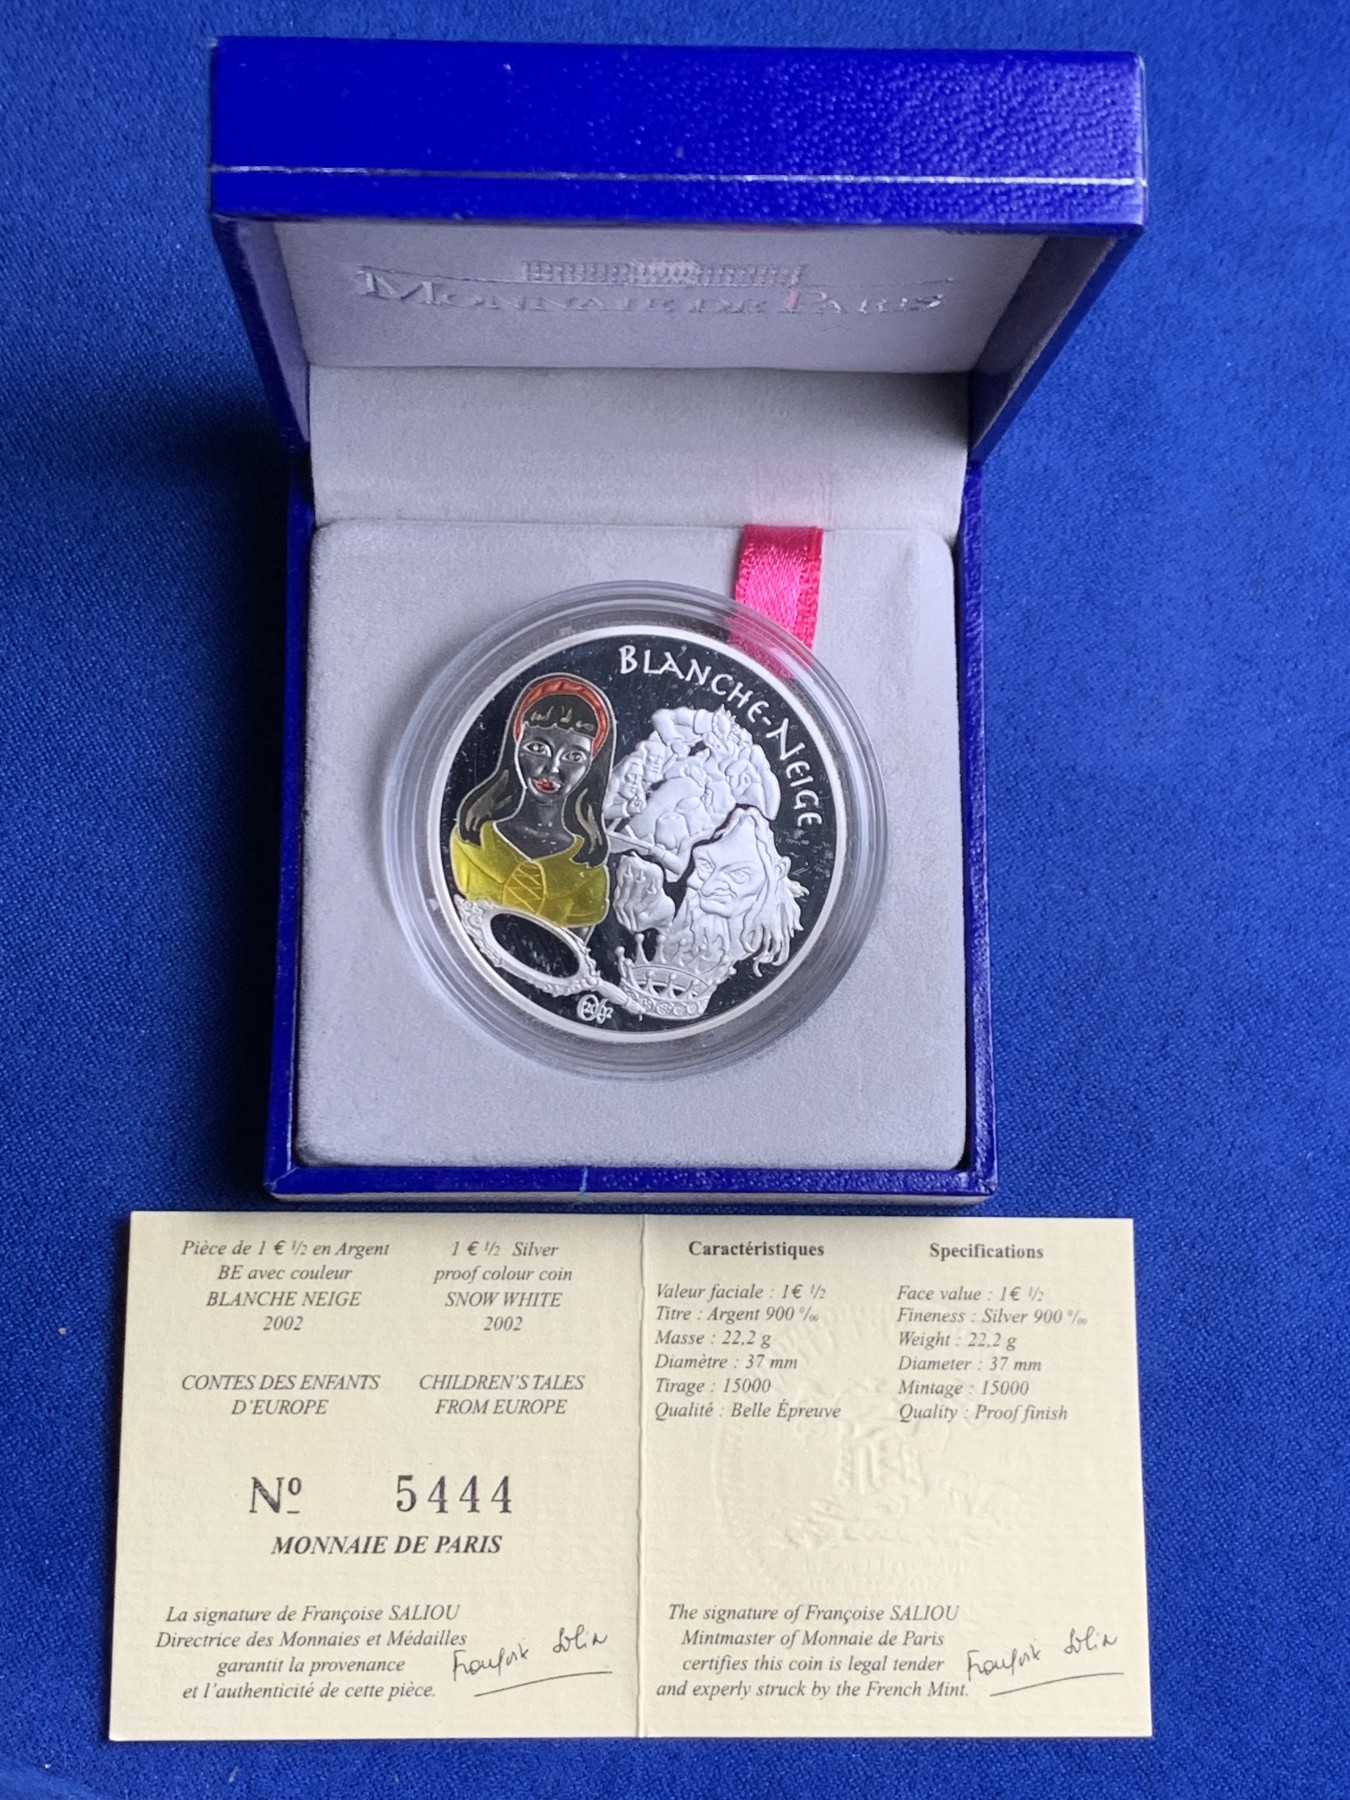 MONNAIE DE PARIS
BLANCHE-NEIGE
2002
Pièce de 1 € ½ en Argent
BE avec couleur
BLANCHE NEIGE
2002
CONTES DES ENFANTS
D'EUROPE
1 € ½ Silver
proof colour coin
SNOW WHITE
2002
CHILDREN'S TALES
FROM EUROPE
Nº 5444
MONNAIE DE PARIS
La signature de Françoise SALIOU
Directrice des Monnaies et Médailles
garantit la provenance
et l'authenticité de cette pièce.
Caractéristiques
Valeur faciale : 1€ ½
Titre : Argent 900 ‰
Masse : 22,2 g
Diamètre : 37 mm
Tirage : 15000
Qualité : Belle Épreuve
Specifications
Face value : 1€ ½
Fineness : Silver 900 ‰
Weight : 22,2 g
Diameter : 37 mm
Mintage : 15000
Quality : Proof finish
The signature of Françoise SALIOU
Mintmaster of Monnaie de Paris
certifies this coin is legal tender
and experly struck by the French Mint.